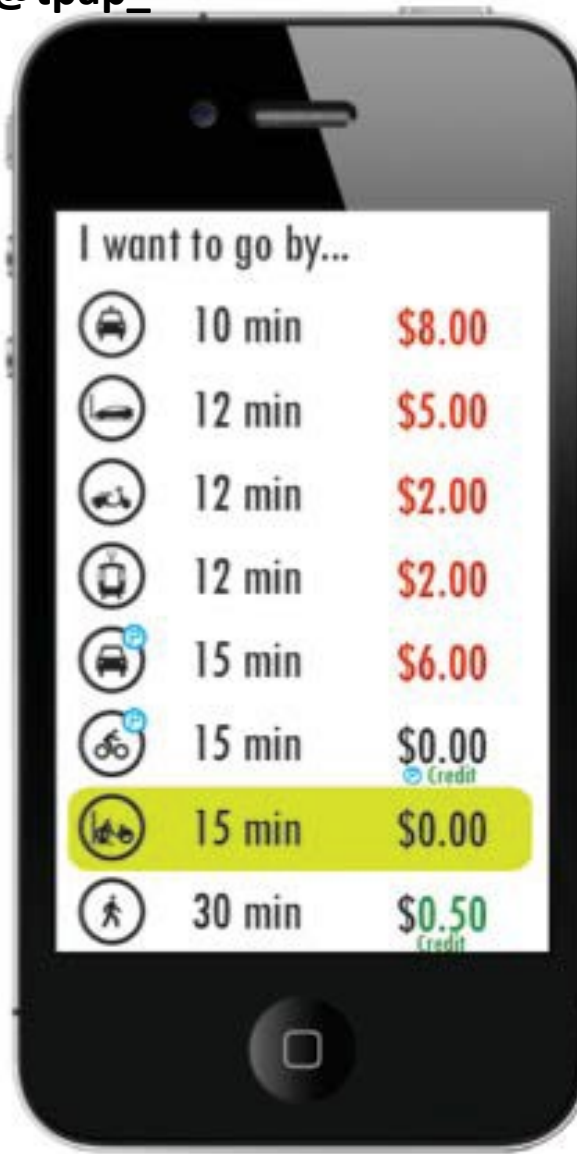 @tpap_
I want to go by...
10 min $8.00
12 min $5.00
12 min $2.00
12 min $2.00
15 min $6.00
15 min $0.00
Credit
15 min $0.00
30 min $0.50
Credit